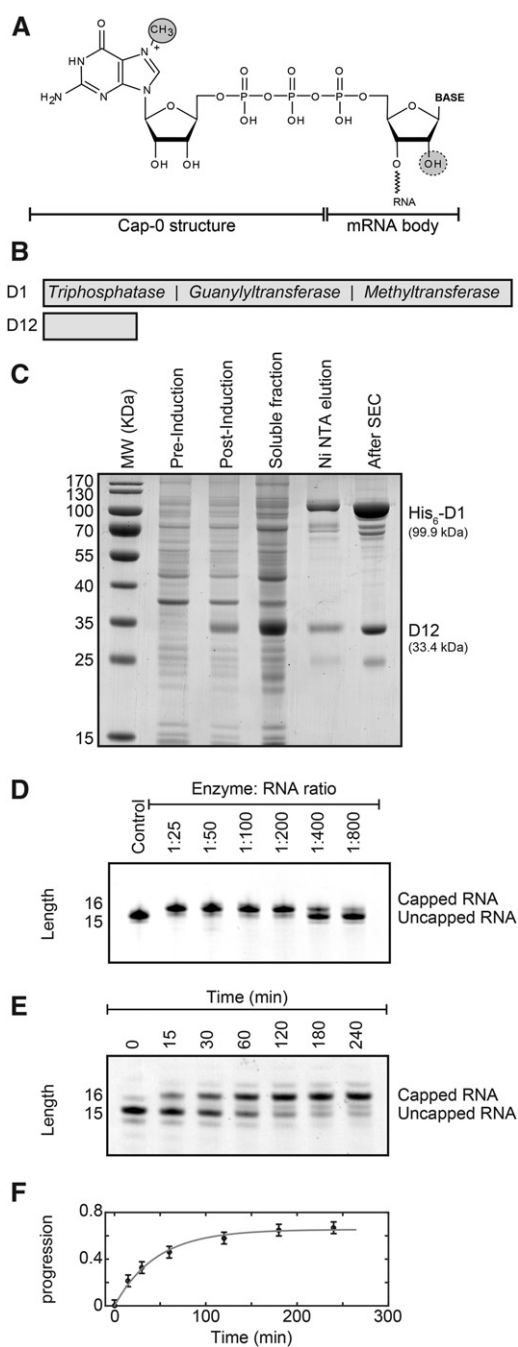 A
CH3
O
N
+
HN
H2N
N
N
O
O
P
O
P
O
P
O
O
O
O
OH
OH
OH
O
BASE
OH
OH
O
OH
RNA
Cap-0 structure
mRNA body
B
D1
Triphosphatase | Guanylyltransferase | Methyltransferase
D12
C
MW (KDa)
Pre-Induction
Post-Induction
Soluble fraction
Ni NTA elution
After SEC
170
130
100
70
55
40
35
25
15
His6-D1
(99.9 kDa)
D12
(33.4 kDa)
D
Enzyme: RNA ratio
Control
1:25
1:50
1:100
1:200
1:400
1:800
Length
16
15
Capped RNA
Uncapped RNA
E
Time (min)
0
15
30
60
120
180
240
Length
16
15
Capped RNA
Uncapped RNA
F
progression
0.8
0.4
0
0
100
200
300
Time (min)